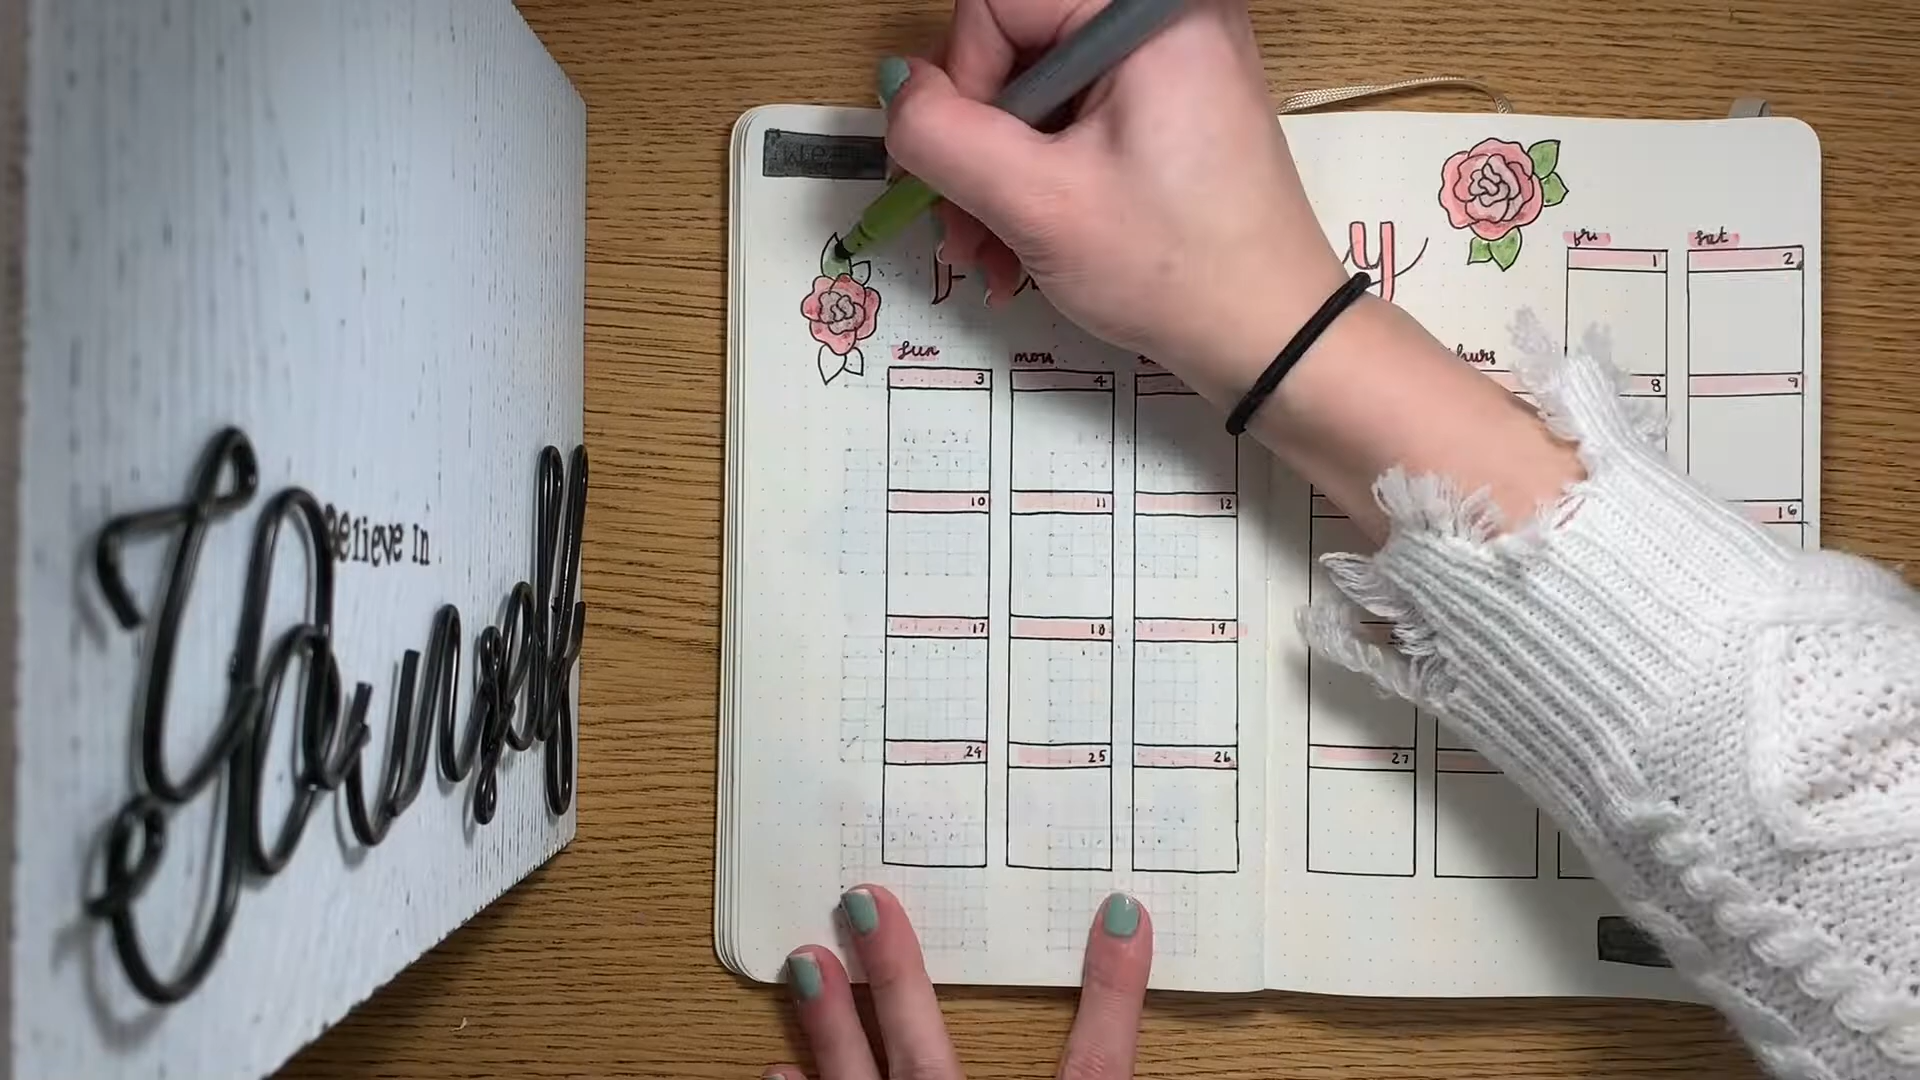 Believe in
Yourself
y
fri sat
1 2
sun mon
3 4 8 9
10 11 12 16
17 18 19
24 25 26 27